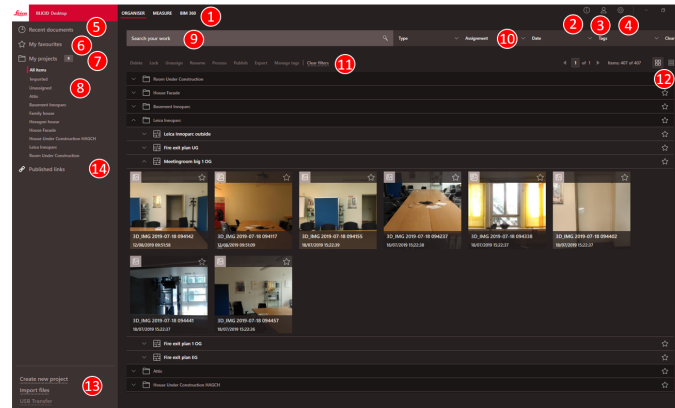 Leica BLK3D Desktop
ORGANISER MEASURE BIM 360
1
2 3 4
Recent documents 5
My favourites 6
My projects 7
All items
Imported
Unassigned 8
Attic
Basement Innoparc
Family house
Hexagon house
House Facade
House Under Construction HAGCH
Leica Innoparc
Room Under Construction
Published links 14
Search your work 9 Type Assignment 10 Date Tags Clear
Delete Lock Unassign Rename Process Publish Export Manage tags Clear filters 11 1 of 1 Items: 407 of 407
12
Room Under Construction
House Facade
Basement Innoparc
Leica Innoparc
Leica Innoparc outside
Fire exit plan UG
Meetingroom big 1 OG
3D_IMG 2019-07-18 094142 3D_IMG 2019-07-18 094117 3D_IMG 2019-07-18 094155 3D_IMG 2019-07-18 094237 3D_IMG 2019-07-18 094338 3D_IMG 2019-07-18 094402
12/08/2019 09:51:58 12/08/2019 09:51:09 18/07/2019 15:22:39 18/07/2019 15:22:38 18/07/2019 15:22:37 18/07/2019 15:22:37
3D_IMG 2019-07-18 094441 3D_IMG 2019-07-18 094457
18/07/2019 15:22:37 18/07/2019 15:22:36
Fire exit plan 1 OG
Fire exit plan EG
Attic
House Under Construction HAGCH
Create new project
Import files 13
USB Transfer